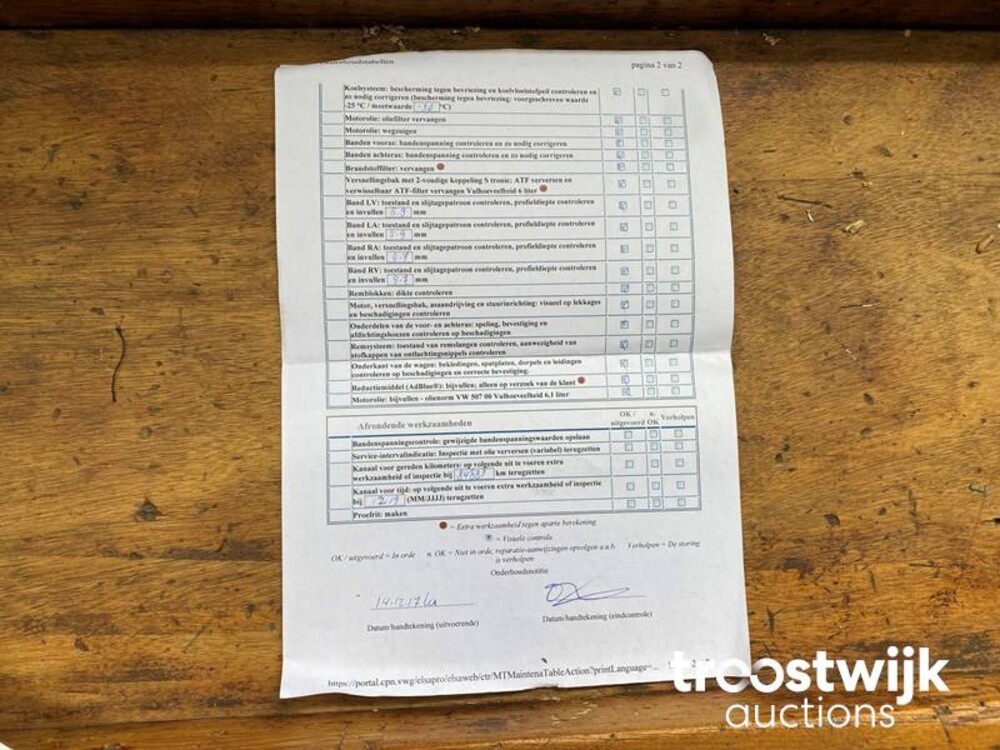 pagina 2 van 2
Koelsysteem: bescherming tegen bevriezing en koelvloeistofpeil controleren en
zo nodig corrigeren (bescherming tegen bevriezing: voorgeschreven waarde
-25 °C / meetwaarde °C)
Motorolie: oliefilter vervangen
Motorolie: wegzuigen
Banden vooras: bandenspanning controleren en zo nodig corrigeren
Banden achteras: bandenspanning controleren en zo nodig corrigeren
Brandstoffilter: vervangen
Versnellingsbak met 2-voudige koppeling S tronic: ATF verversen en
verwisselbaar ATF-filter vervangen Vulhoeveelheid 6 liter
Band LV: toestand en slijtagepatroon controleren, profieldiepte controleren
en invullen mm
Band LA: toestand en slijtagepatroon controleren, profieldiepte controleren
en invullen mm
Band RA: toestand en slijtagepatroon controleren, profieldiepte controleren
en invullen mm
Band RV: toestand en slijtagepatroon controleren, profieldiepte controleren
en invullen mm
Remblokken: dikte controleren
Motor, versnellingsbak, asaandrijving en stuurinrichting: visueel op lekkages
en beschadigingen controleren
Onderdelen van de voor- en achteras: speling, bevestiging en
afdichtingshoezen controleren op beschadigingen
Remsysteem: toestand van remslangen controleren, aanwezigheid van
stofkappen van ontluchtingsnippels controleren
Onderkant van de wagen: bekledingen, spatplaten, dorpels en leidingen
controleren op beschadigingen en correcte bevestiging.
Reductiemiddel (AdBlue®): bijvullen; alleen op verzoek van de klant
Motorolie: bijvullen - olienorm VW 507 00 Vulhoeveelheid 6,1 liter
Afrondende werkzaamheden OK / uitgevoerd n. OK Verholpen
Bandenspanningscontrole: gewijzigde bandenspanningswaarden opslaan
Service-intervalindicatie: Inspectie met olie verversen (variabel) terugzetten
Kanaal voor gereden kilometers: op volgende uit te voeren extra
werkzaamheid of inspectie bij km terugzetten
Kanaal voor tijd: op volgende uit te voeren extra werkzaamheid of inspectie
bij (MM/JJJJ) terugzetten
Proefrit: maken
= Extra werkzaamheid tegen aparte berekening
= Visuele controle
OK / uitgevoerd = In orde n. OK = Niet in orde, reparatie-aanwijzingen opvolgen a.u.b. Verholpen = De storing
is verholpen
Onderhoudsnotitie
14.12.17
Datum/handtekening (uitvoerende) Datum/handtekening (eindcontrole)
https://portal.cpn.vwg/elsapro/elsaweb/ctr/MTMaintenaTableAction?printLanguage=...
troostwijk
auctions